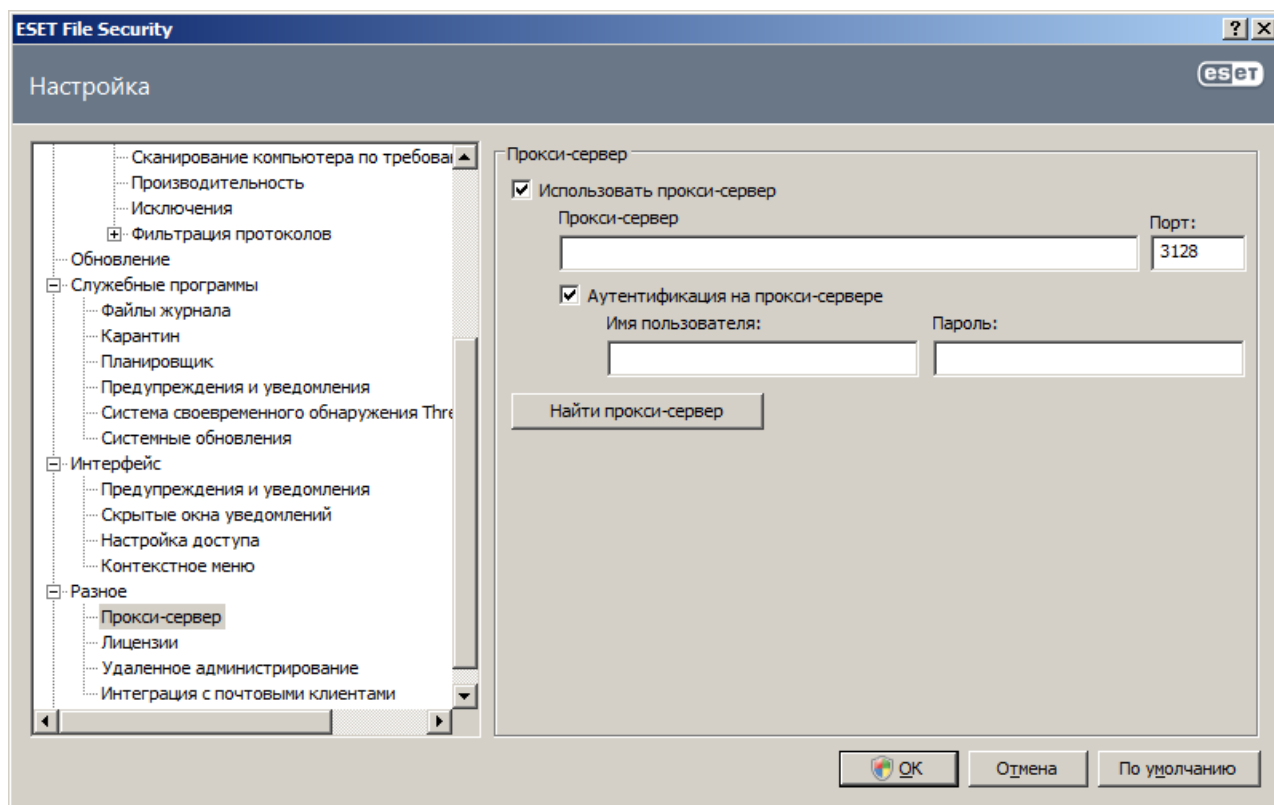 ESET File Security
Настройка
eset
Сканирование компьютера по
Производительность
Исключения
Фильтрация протоколов
Обновление
Служебные программы
Файлы журнала
Карантин
Планировщик
Предупреждения и уведомления
Система своевременного обнаружения Thre
Системные обновления
Интерфейс
Предупреждения и уведомления
Скрытые окна уведомлений
Настройка доступа
Контекстное меню
Разное
Прокси-сервер
Лицензии
Удаленное администрирование
Интеграция с почтовыми клиентами
Прокси-сервер
Использовать прокси-сервер
Прокси-сервер
Порт:
3128
Аутентификация на прокси-сервере
Имя пользователя:
Пароль:
Найти прокси-сервер
OK
Отмена
По умолчанию